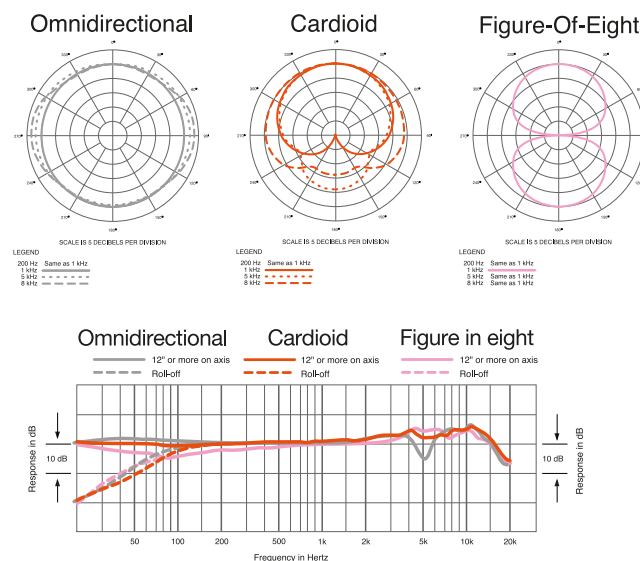 Omnidirectional
Cardioid
Figure-Of-Eight
SCALE IS 5 DECIBELS PER DIVISION
SCALE IS 5 DECIBELS PER DIVISION
SCALE IS 5 DECIBELS PER DIVISION
LEGEND
200 Hz Same as 1 kHz
1 kHz
5 kHz
8 kHz
LEGEND
200 Hz Same as 1 kHz
1 kHz
5 kHz
8 kHz
LEGEND
200 Hz Same as 1 kHz
1 kHz
5 kHz Same as 1 kHz
8 kHz Same as 1 kHz
Omnidirectional
12" or more on axis
Roll-off
Cardioid
12" or more on axis
Roll-off
Figure in eight
12" or more on axis
Roll-off
Response in dB
10 dB
10 dB
Response in dB
50 100 200 500 1k 2k 5k 10k 20k
Frequency in Hertz